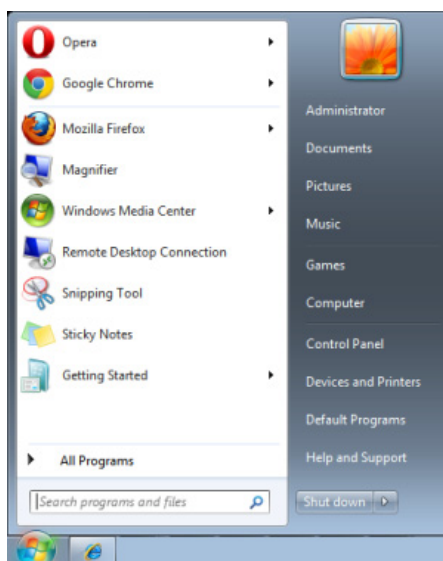 Opera
Google Chrome
Mozilla Firefox
Magnifier
Windows Media Center
Remote Desktop Connection
Snipping Tool
Sticky Notes
Getting Started
All Programs
Search programs and files
Administrator
Documents
Pictures
Music
Games
Computer
Control Panel
Devices and Printers
Default Programs
Help and Support
Shut down